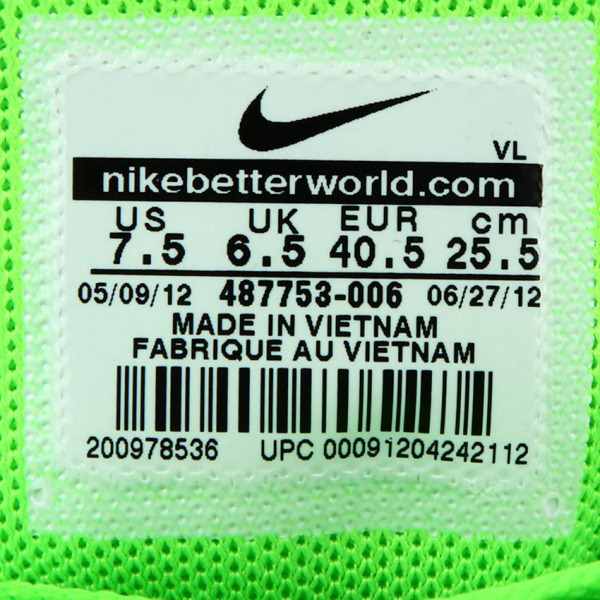 VL
nikebetterworld.com
US UK EUR cm
7.5 6.5 40.5 25.5
05/09/12 487753-006 06/27/12
MADE IN VIETNAM
FABRIQUE AU VIETNAM
200978536 UPC 00091204242112